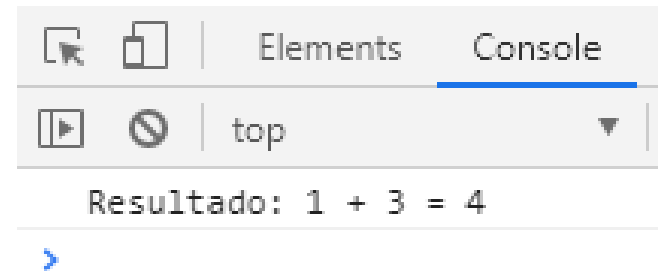 Elements Console
top
Resultado: 1 + 3 = 4